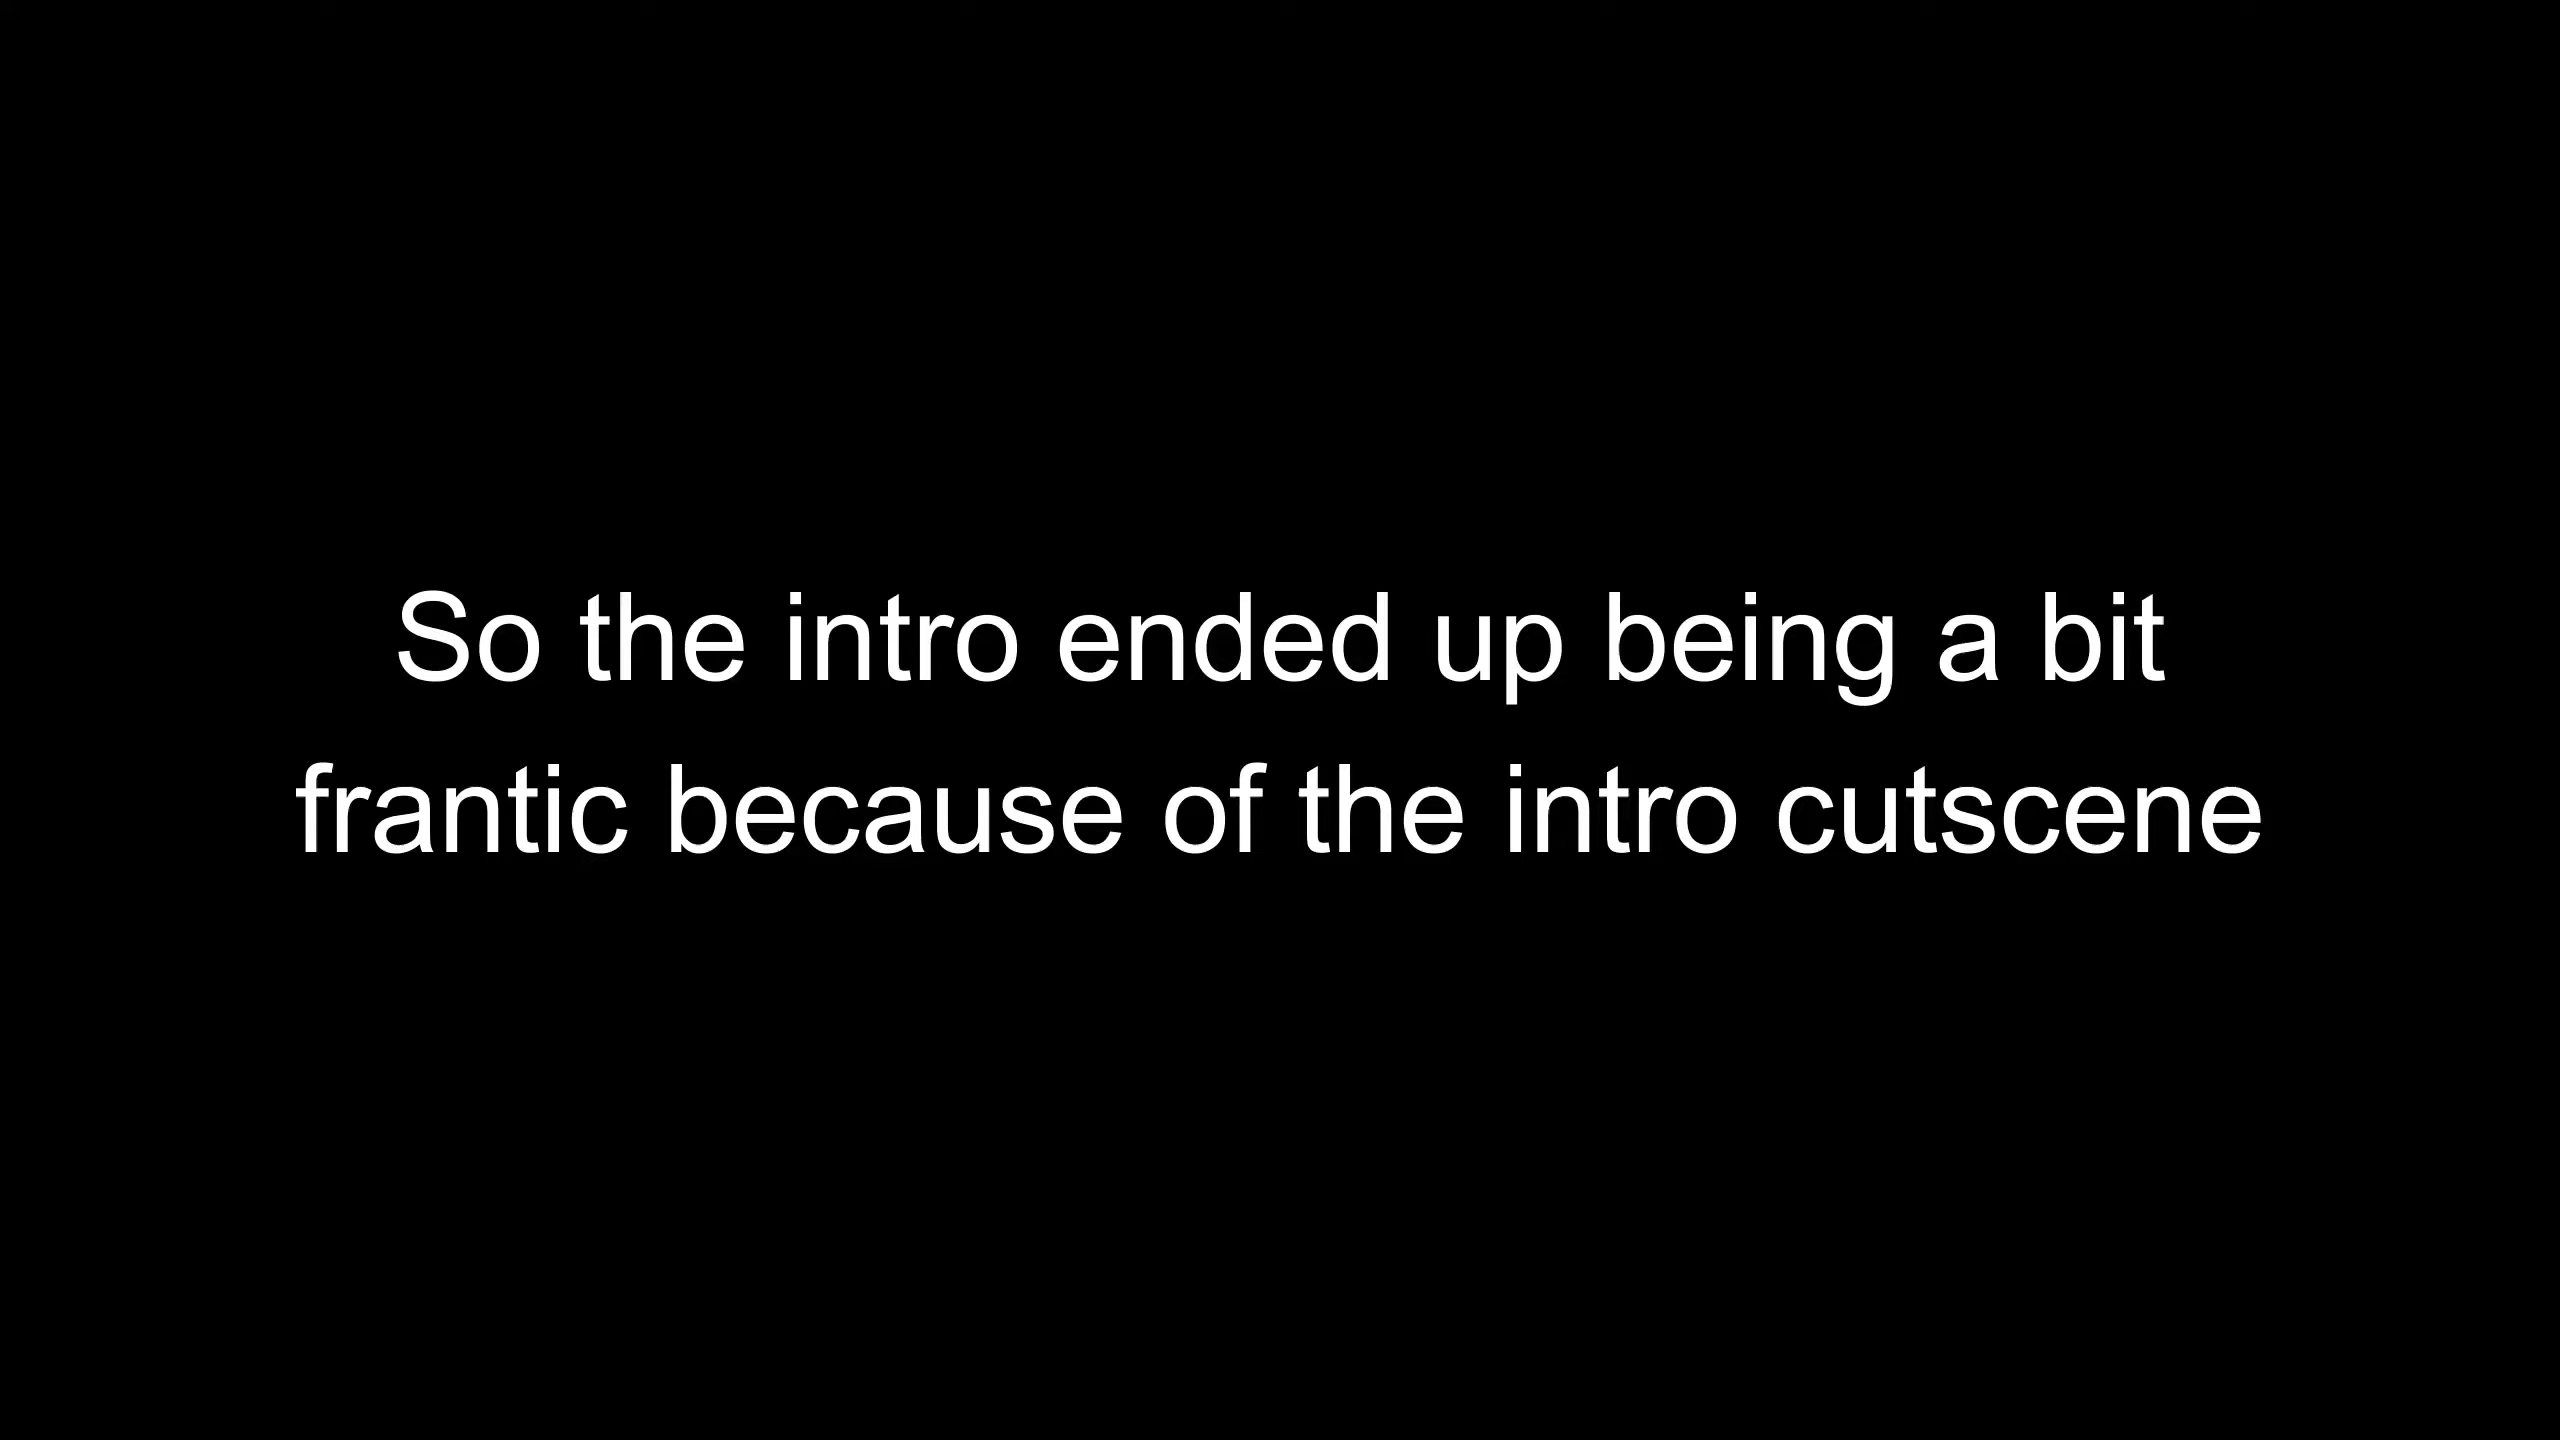 So the intro ended up being a bit
frantic because of the intro cutscene